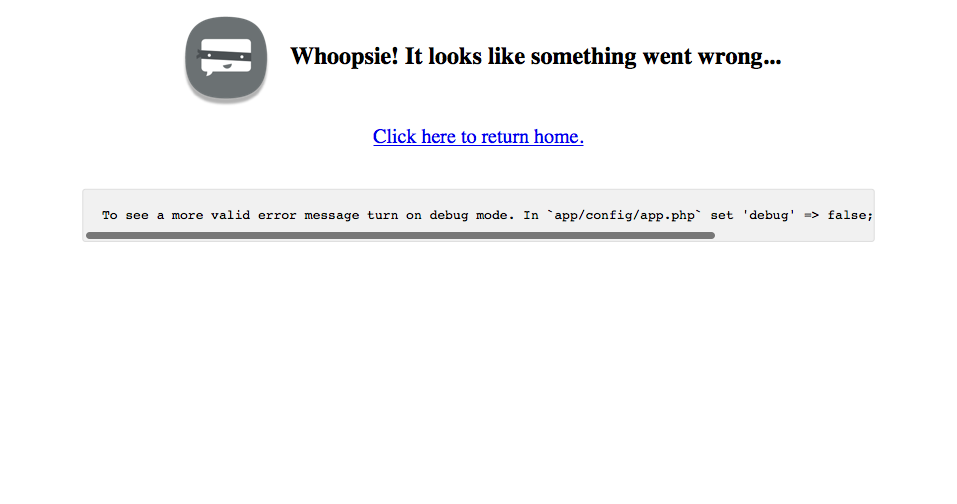 Whoopsie! It looks like something went wrong...
Click here to return home.
To see a more valid error message turn on debug mode. In `app/config/app.php` set 'debug' => false;